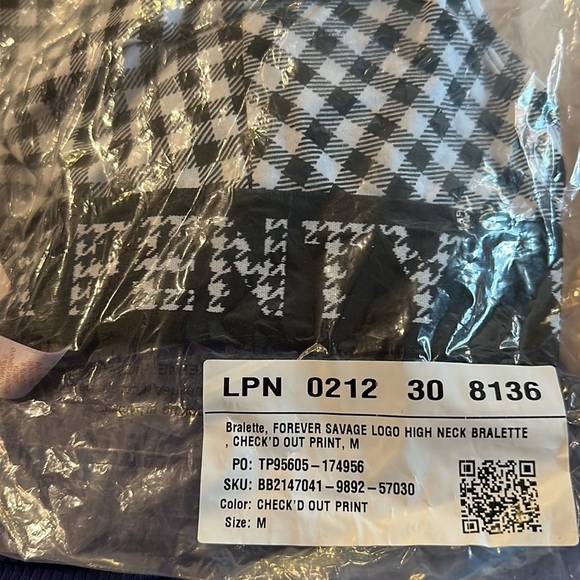 FENTY
LPN 0212 30 8136
Bralette, FOREVER SAVAGE LOGO HIGH NECK BRALETTE
, CHECK'D OUT PRINT, M
PO: TP95605-174956
SKU: BB2147041-9892-57030
Color: CHECK'D OUT PRINT
Size: M